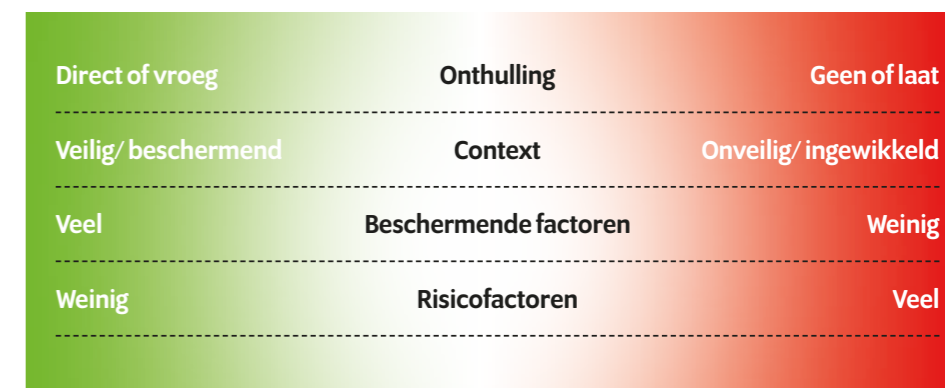 Direct of vroeg Onthulling Geen of laat
Veilig/ beschermend Context Onveilig/ ingewikkeld
Veel Beschermende factoren Weinig
Weinig Risicofactoren Veel